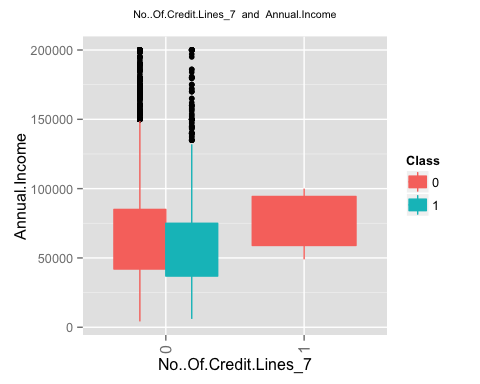 No..Of.Credit.Lines_7 and Annual.Income
200000
150000
100000
50000
0
Annual.Income
0
1
No..Of.Credit.Lines_7
Class
0
1